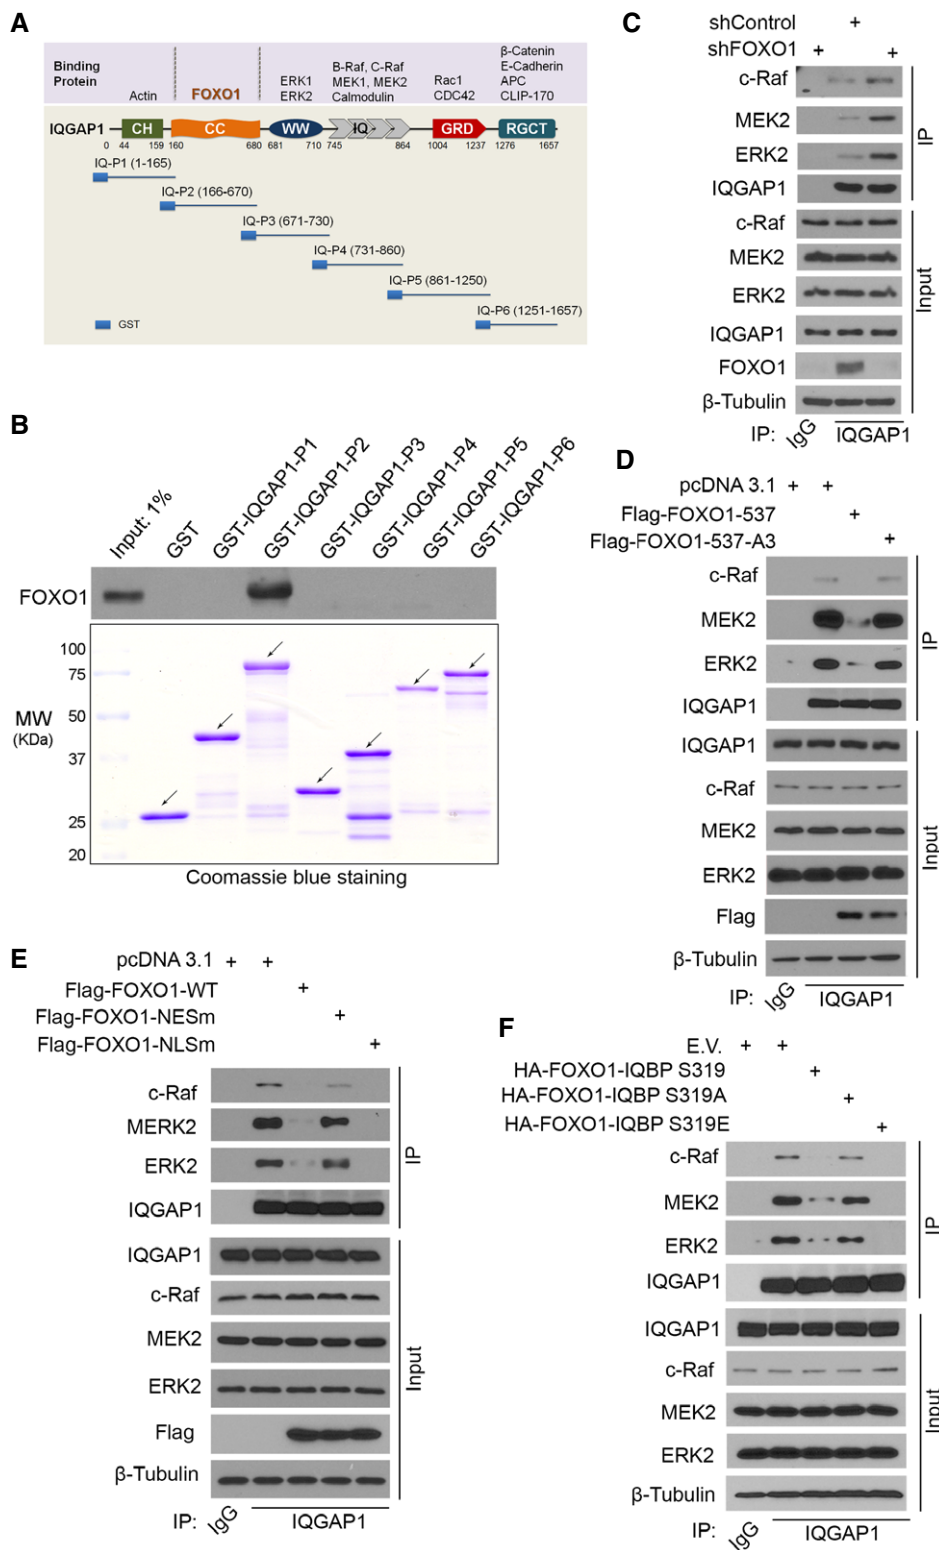 A
Binding
Protein
Actin
FOXO1
ERK1
ERK2
B-Raf, C-Raf
MEK1, MEK2
Calmodulin
Rac1
CDC42
β-Catenin
E-Cadherin
APC
CLIP-170
IQGAP1
CH
CC
WW
IQ
GRD
RGCT
0 44 159 160 680 681 710 745 864 1004 1237 1276 1657
IQ-P1 (1-165)
IQ-P2 (166-670)
IQ-P3 (671-730)
IQ-P4 (731-860)
IQ-P5 (861-1250)
IQ-P6 (1251-1657)
GST
B
Input: 1%
GST
GST-IQGAP1-P1
GST-IQGAP1-P2
GST-IQGAP1-P3
GST-IQGAP1-P4
GST-IQGAP1-P5
GST-IQGAP1-P6
FOXO1
MW
(KDa)
100
75
50
37
25
20
Coomassie blue staining
C
shControl +
shFOXO1 + +
c-Raf
MEK2
ERK2
IQGAP1
IP
c-Raf
MEK2
ERK2
IQGAP1
FOXO1
β-Tubulin
Input
IP: IgG IQGAP1
D
pcDNA 3.1 + +
Flag-FOXO1-537 +
Flag-FOXO1-537-A3 +
c-Raf
MEK2
ERK2
IQGAP1
IP
IQGAP1
c-Raf
MEK2
ERK2
Flag
β-Tubulin
Input
IP: IgG IQGAP1
E
pcDNA 3.1 + +
Flag-FOXO1-WT +
Flag-FOXO1-NESm +
Flag-FOXO1-NLSm +
c-Raf
MERK2
ERK2
IQGAP1
IP
IQGAP1
c-Raf
MEK2
ERK2
Flag
β-Tubulin
Input
IP: IgG IQGAP1
F
E.V. + +
HA-FOXO1-IQBP S319 +
HA-FOXO1-IQBP S319A +
HA-FOXO1-IQBP S319E +
c-Raf
MEK2
ERK2
IQGAP1
IP
IQGAP1
c-Raf
MEK2
ERK2
β-Tubulin
Input
IP: IgG IQGAP1